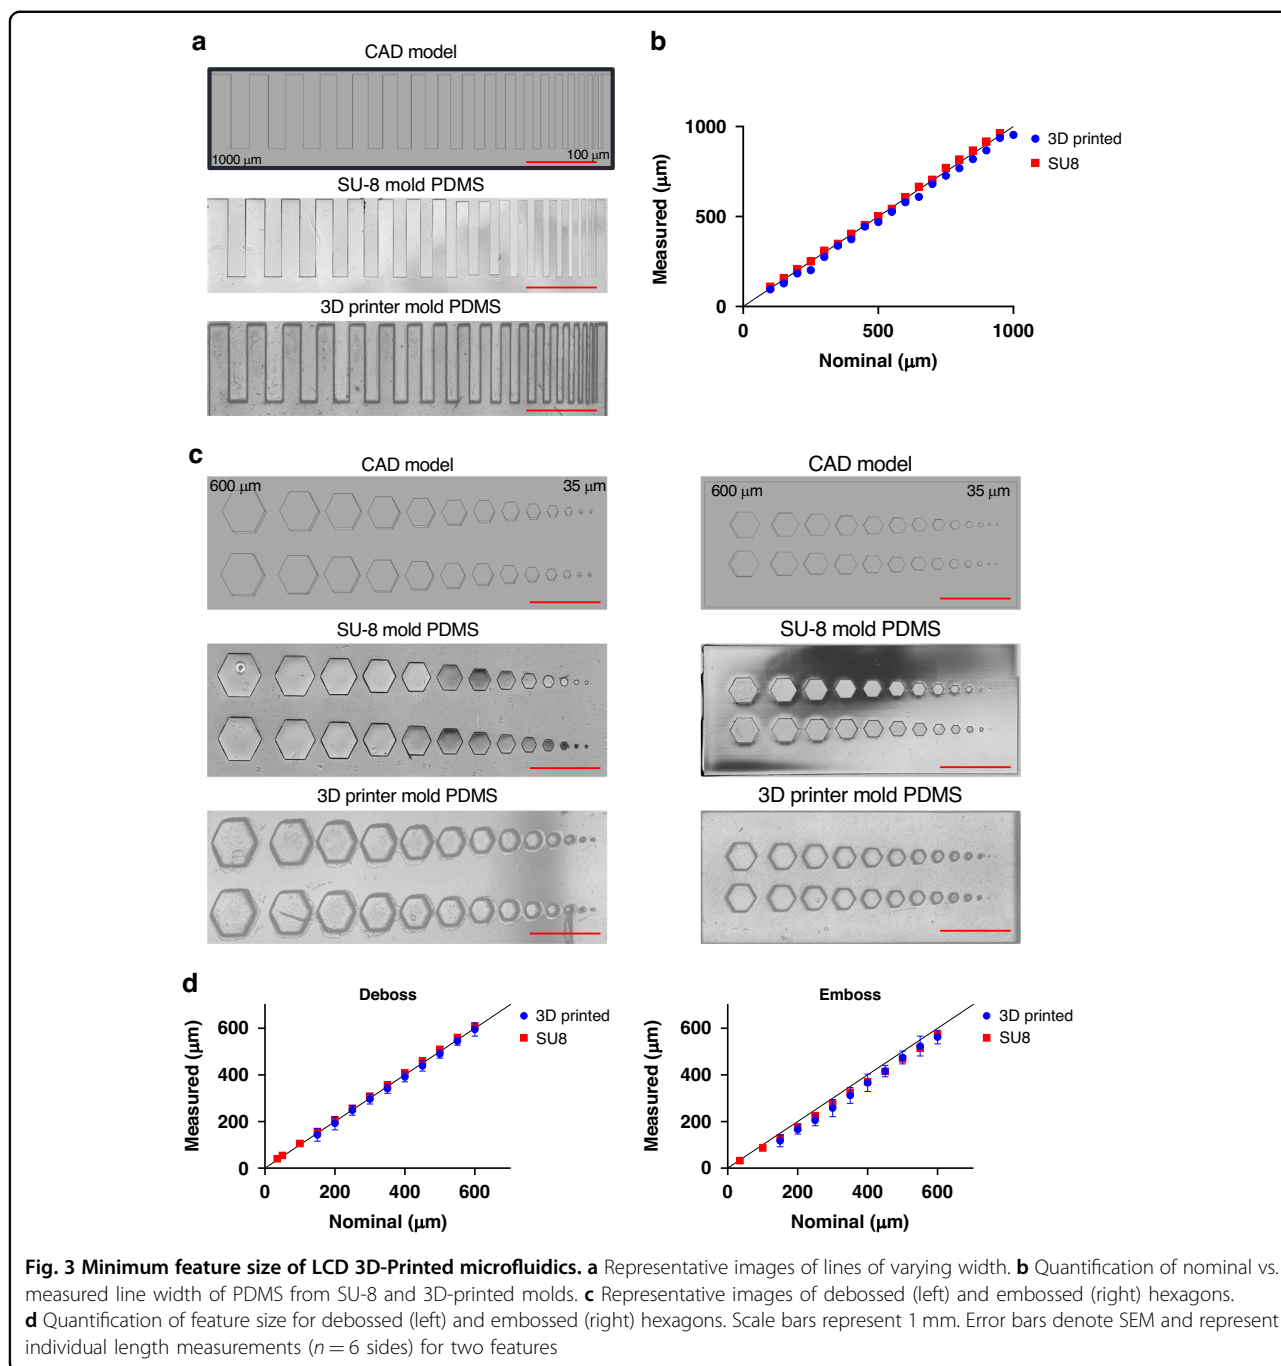 a
CAD model
1000 μm
100 μm
SU-8 mold PDMS
3D printer mold PDMS
b
1000
500
0
Measured (μm)
0
500
1000
Nominal (μm)
3D printed
SU8
c
CAD model
600 μm
35 μm
SU-8 mold PDMS
3D printer mold PDMS
CAD model
600 μm
35 μm
SU-8 mold PDMS
3D printer mold PDMS
d
Deboss
600
400
200
0
Measured (μm)
0
200
400
600
Nominal (μm)
3D printed
SU8
Emboss
600
400
200
0
Measured (μm)
0
200
400
600
Nominal (μm)
3D printed
SU8
Fig. 3 Minimum feature size of LCD 3D-Printed microfluidics. a Representative images of lines of varying width. b Quantification of nominal vs.
measured line width of PDMS from SU-8 and 3D-printed molds. c Representative images of debossed (left) and embossed (right) hexagons.
d Quantification of feature size for debossed (left) and embossed (right) hexagons. Scale bars represent 1 mm. Error bars denote SEM and represent
individual length measurements (n = 6 sides) for two features